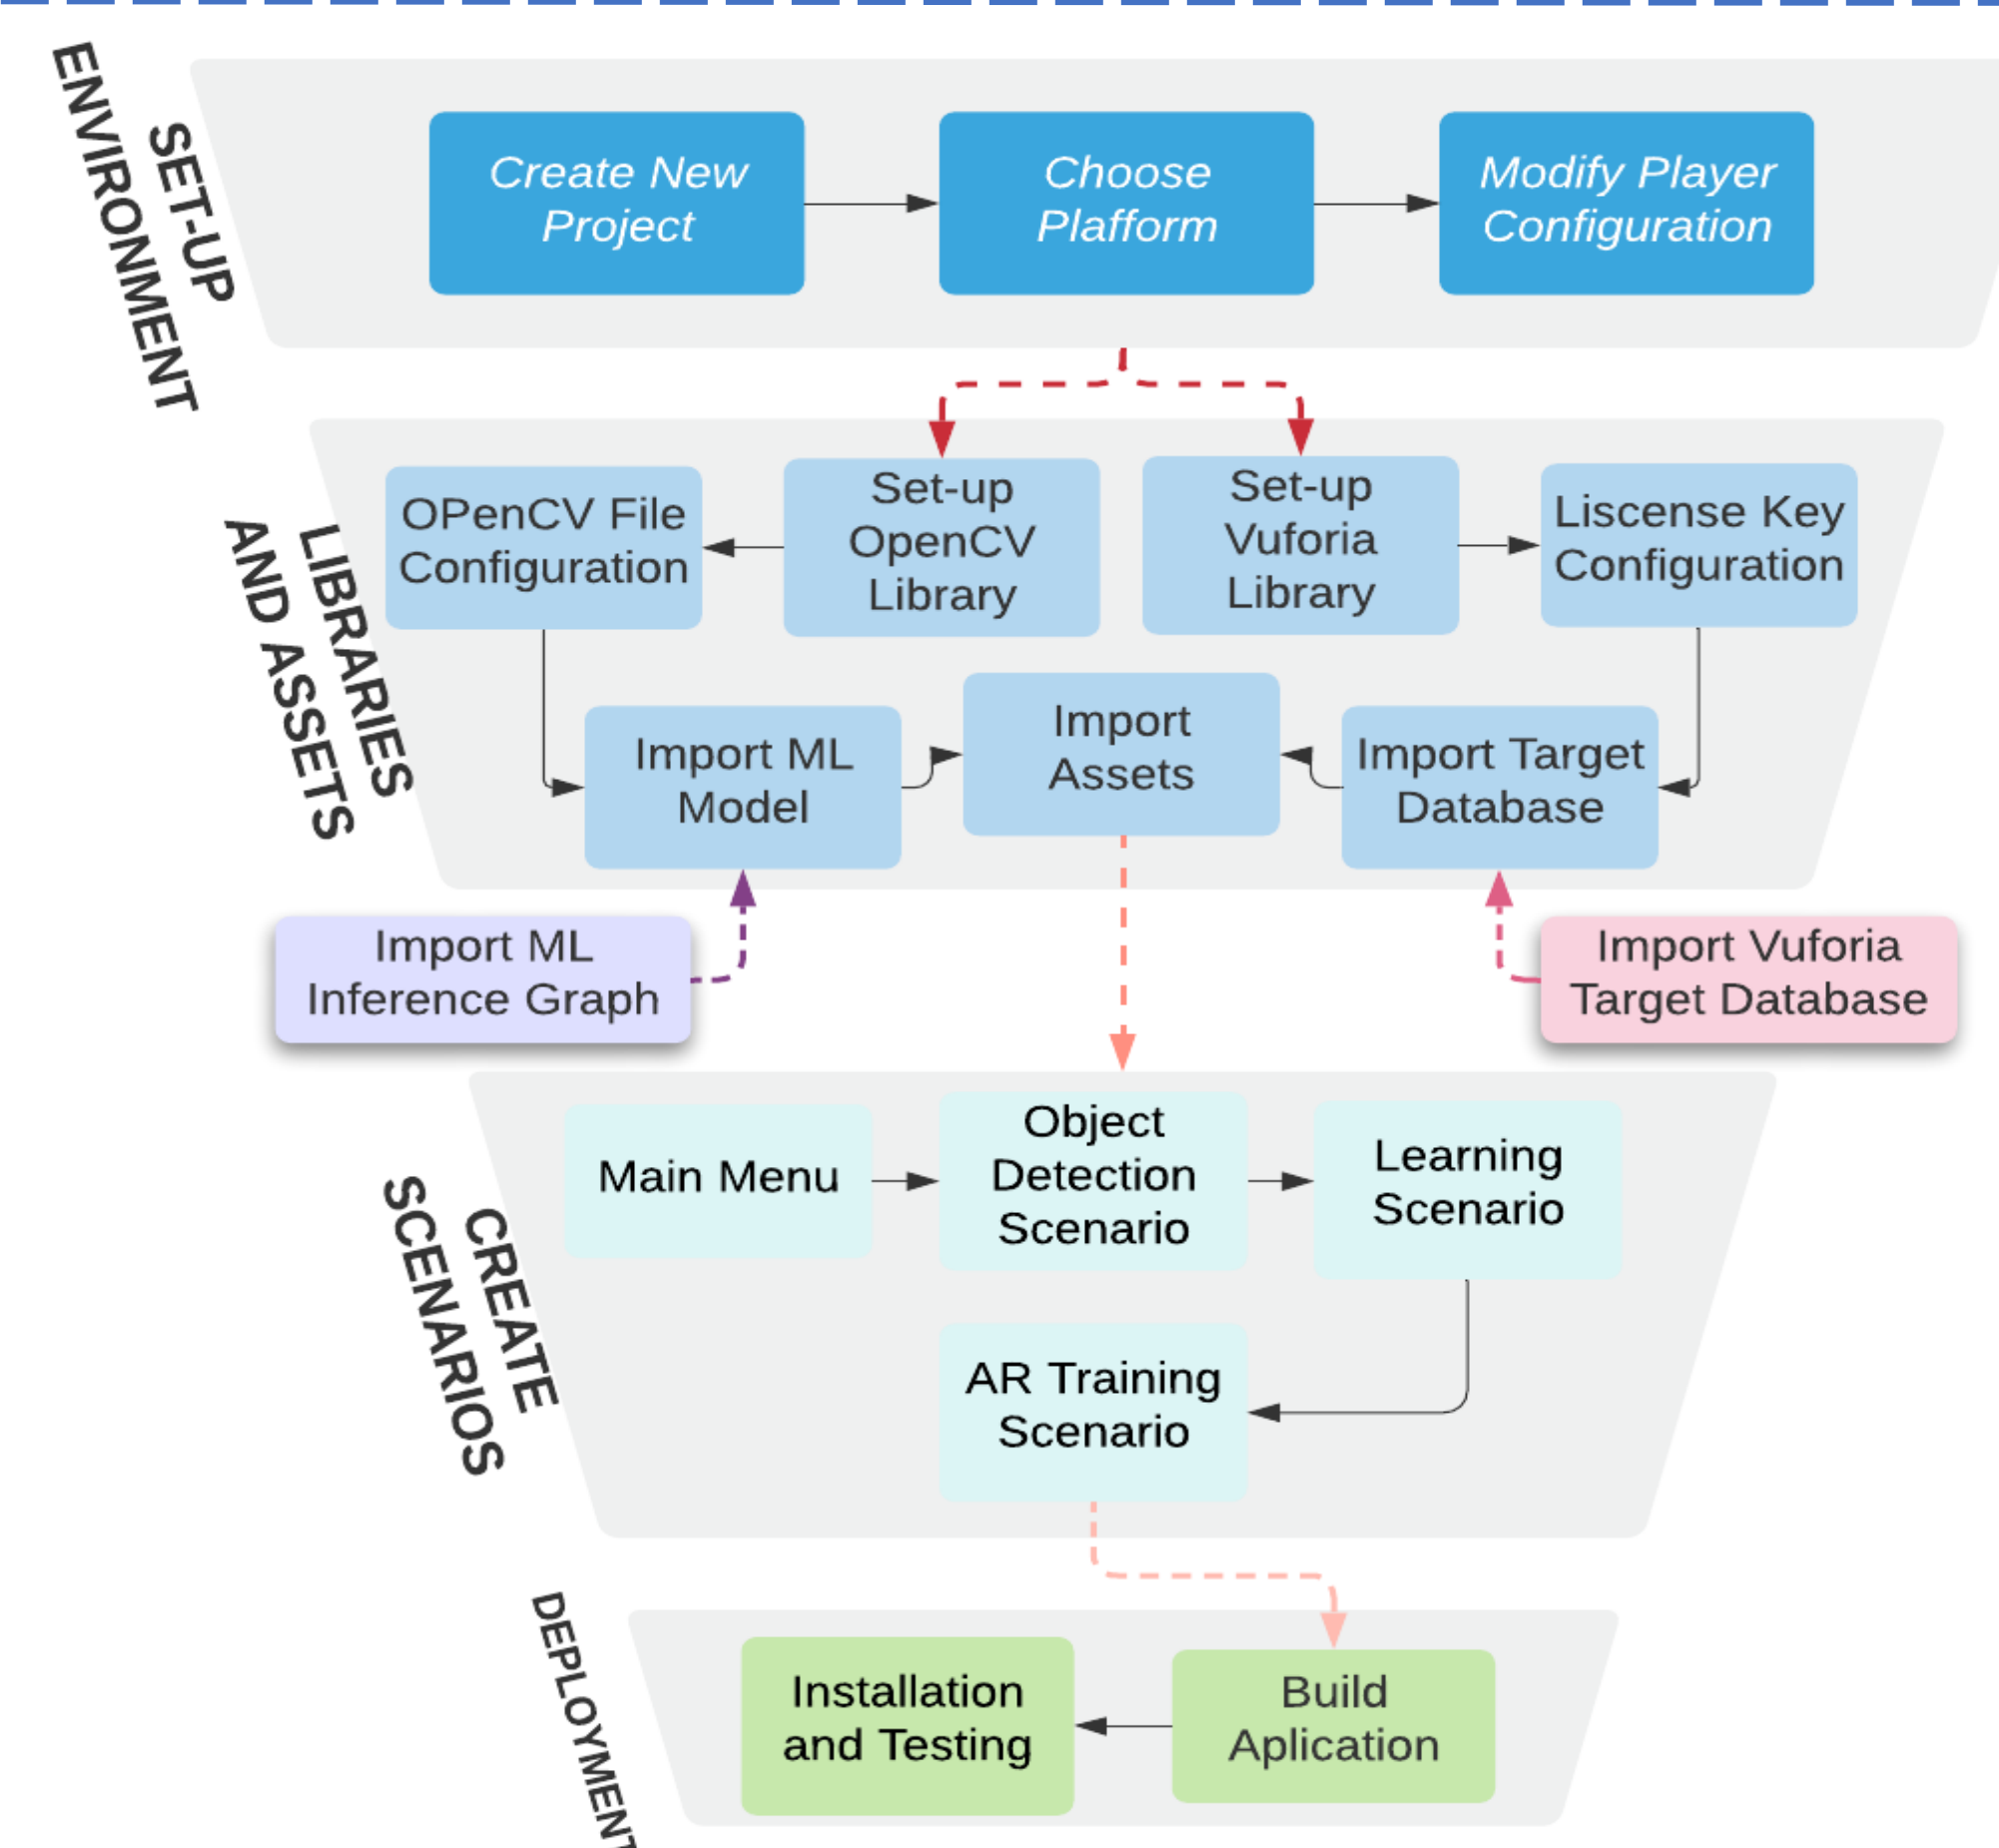 SET-UP
ENVIRONMENT
Create New
Project
Choose
Plafform
Modify Player
Configuration
LIBRARIES
AND ASSETS
OPenCV File
Configuration
Set-up
OpenCV
Library
Set-up
Vuforia
Library
Liscense Key
Configuration
Import ML
Model
Import
Assets
Import Target
Database
Import ML
Inference Graph
Import Vuforia
Target Database
CREATE
SCENARIOS
Main Menu
Object
Detection
Scenario
Learning
Scenario
AR Training
Scenario
DEPLOYMENT
Installation
and Testing
Build
Aplication